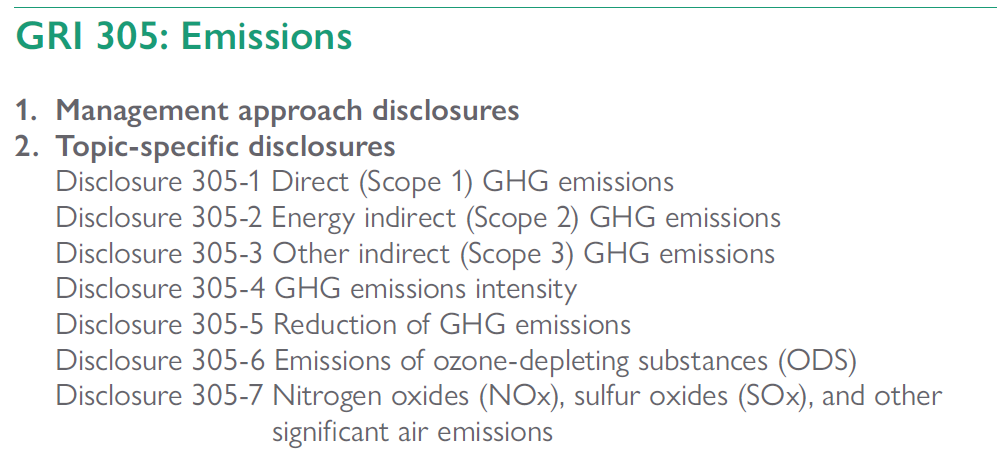 GRI 305: Emissions
1. Management approach disclosures
2. Topic-specific disclosures
Disclosure 305-1 Direct (Scope 1) GHG emissions
Disclosure 305-2 Energy indirect (Scope 2) GHG emissions
Disclosure 305-3 Other indirect (Scope 3) GHG emissions
Disclosure 305-4 GHG emissions intensity
Disclosure 305-5 Reduction of GHG emissions
Disclosure 305-6 Emissions of ozone-depleting substances (ODS)
Disclosure 305-7 Nitrogen oxides (NOx), sulfur oxides (SOx), and other
significant air emissions